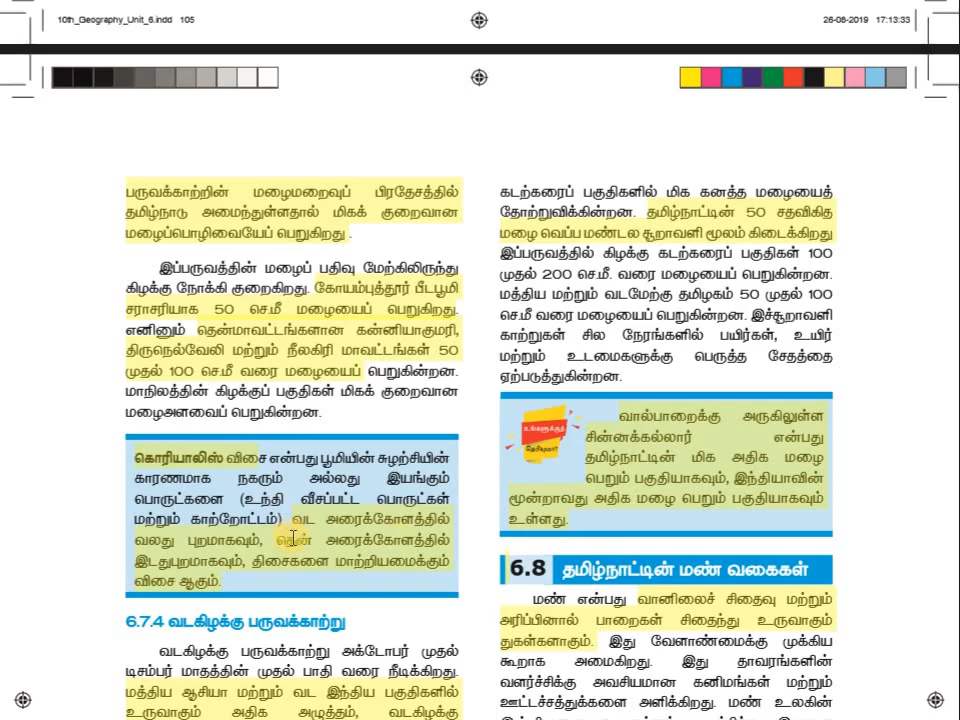 10th_Geography_Unit_6.indd 105
26-08-2019 17:13:33
பருவக்காற்றின் மழைமறைவுப் பிரதேசத்தில்
தமிழ்நாடு அமைந்துள்ளதால் மிகக் குறைவான
மழைப்பொழிவையேப் பெறுகிறது .
இப்பருவத்தின் மழைப் பதிவு மேற்கிலிருந்து
கிழக்கு நோக்கி குறைகிறது. கோயம்புத்தூர் பீடபூமி
சராசரியாக 50 செ.மீ மழையைப் பெறுகிறது.
எனினும் தென்மாவட்டங்களான கன்னியாகுமரி,
திருநெல்வேலி மற்றும் நீலகிரி மாவட்டங்கள் 50
முதல் 100 செ.மீ வரை மழையைப் பெறுகின்றன.
மாநிலத்தின் கிழக்குப் பகுதிகள் மிகக் குறைவான
மழைஅளவைப் பெறுகின்றன.
கொரியாலிஸ் விசை என்பது பூமியின் சுழற்சியின்
காரணமாக நகரும் அல்லது இயங்கும்
பொருட்களை (உந்தி வீசப்பட்ட பொருட்கள்
மற்றும் காற்றோட்டம்) வட அரைக்கோளத்தில்
வலது புறமாகவும், தென் அரைக்கோளத்தில்
இடதுபுறமாகவும், திசைகளை மாற்றியமைக்கும்
விசை ஆகும்.
6.7.4 வடகிழக்கு பருவக்காற்று
வடகிழக்கு பருவக்காற்று அக்டோபர் முதல்
டிசம்பர் மாதத்தின் முதல் பாதி வரை நீடிக்கிறது.
மத்திய ஆசியா மற்றும் வட இந்திய பகுதிகளில்
உருவாகும் அதிக அழுத்தம், வடகிழக்கு
கடற்கரைப் பகுதிகளில் மிக கனத்த மழையைத்
தோற்றுவிக்கின்றன. தமிழ்நாட்டின் 50 சதவிகித
மழை வெப்ப மண்டல சூறாவளி மூலம் கிடைக்கிறது
இப்பருவத்தில் கிழக்கு கடற்கரைப் பகுதிகள் 100
முதல் 200 செ.மீ. வரை மழையைப் பெறுகின்றன.
மத்திய மற்றும் வடமேற்கு தமிழகம் 50 முதல் 100
செ.மீ வரை மழையைப் பெறுகின்றன. இச்சூறாவளி
காற்றுகள் சில நேரங்களில் பயிர்கள், உயிர்
மற்றும் உடமைகளுக்கு பெருத்த சேதத்தை
ஏற்படுத்துகின்றன.
உங்களுக்குத்
தெரியுமா?
வால்பாறைக்கு அருகிலுள்ள
சின்னக்கல்லார் என்பது
தமிழ்நாட்டின் மிக அதிக மழை
பெறும் பகுதியாகவும், இந்தியாவின்
மூன்றாவது அதிக மழை பெறும் பகுதியாகவும்
உள்ளது.
6.8 தமிழ்நாட்டின் மண் வகைகள்
மண் என்பது வானிலைச் சிதைவு மற்றும்
அரிப்பினால் பாறைகள் சிதைந்து உருவாகும்
துகள்களாகும். இது வேளாண்மைக்கு முக்கிய
கூறாக அமைகிறது. இது தாவரங்களின்
வளர்ச்சிக்கு அவசியமான கனிமங்கள் மற்றும்
ஊட்டச்சத்துக்களை அளிக்கிறது. மண் உலகின்